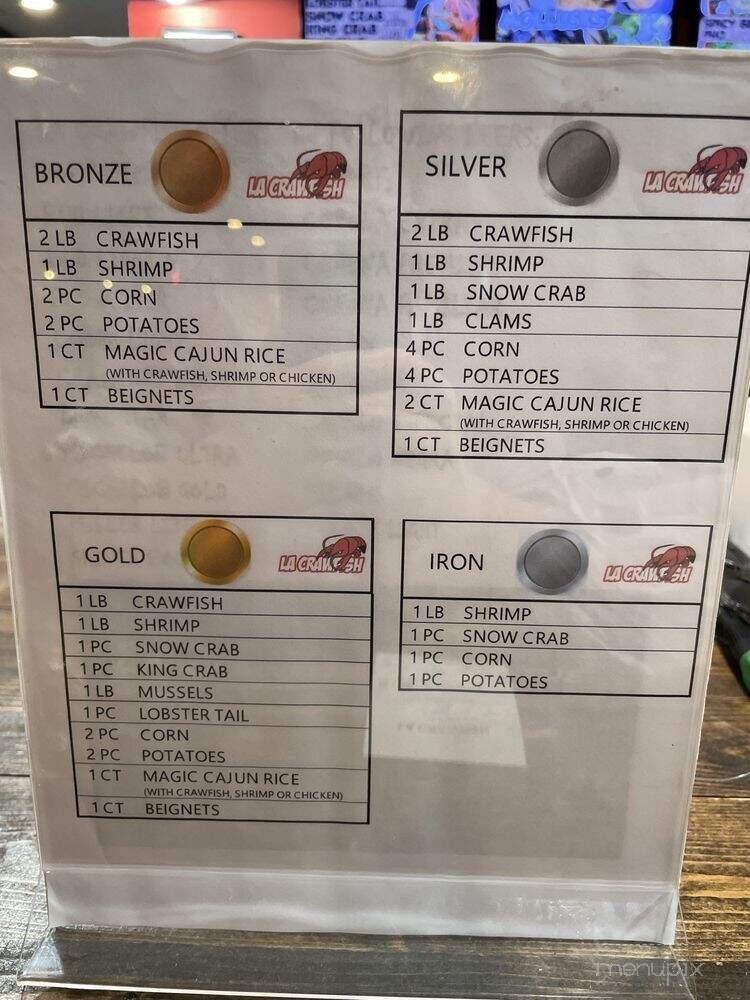 SNOW CRAB
KING CRAB
BRONZE
LA CRAWFISH
2 LB CRAWFISH
1 LB SHRIMP
2 PC CORN
2 PC POTATOES
1 CT MAGIC CAJUN RICE
(WITH CRAWFISH, SHRIMP OR CHICKEN)
1 CT BEIGNETS
SILVER
LA CRAWFISH
2 LB CRAWFISH
1 LB SHRIMP
1 LB SNOW CRAB
1 LB CLAMS
4 PC CORN
4 PC POTATOES
2 CT MAGIC CAJUN RICE
(WITH CRAWFISH, SHRIMP OR CHICKEN)
1 CT BEIGNETS
GOLD
LA CRAWFISH
1 LB CRAWFISH
1 LB SHRIMP
1 PC SNOW CRAB
1 PC KING CRAB
1 LB MUSSELS
1 PC LOBSTER TAIL
2 PC CORN
2 PC POTATOES
1 CT MAGIC CAJUN RICE
(WITH CRAWFISH, SHRIMP OR CHICKEN)
1 CT BEIGNETS
IRON
LA CRAWFISH
1 LB SHRIMP
1 PC SNOW CRAB
1 PC CORN
1 PC POTATOES
menupix